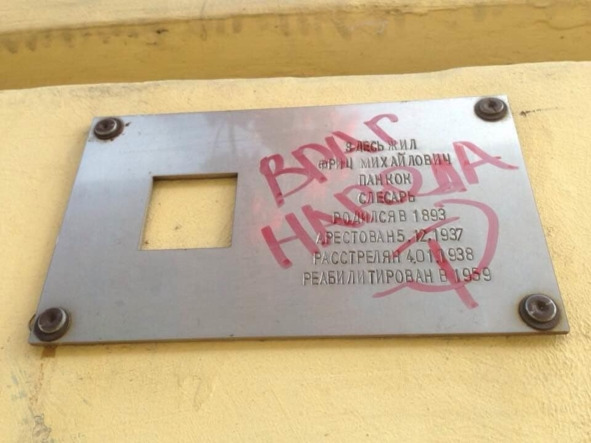 ЗДЕСЬ ЖИЛ
ФРИЦ МИХАЙЛОВИЧ
ПАНКОК
СЛЕСАРЬ
РОДИЛСЯ В 1893
АРЕСТОВАН 5.12.1937
РАССТРЕЛЯН 4.01.1938
РЕАБИЛИТИРОВАН В 1959
ВРАГ
НАРОДА